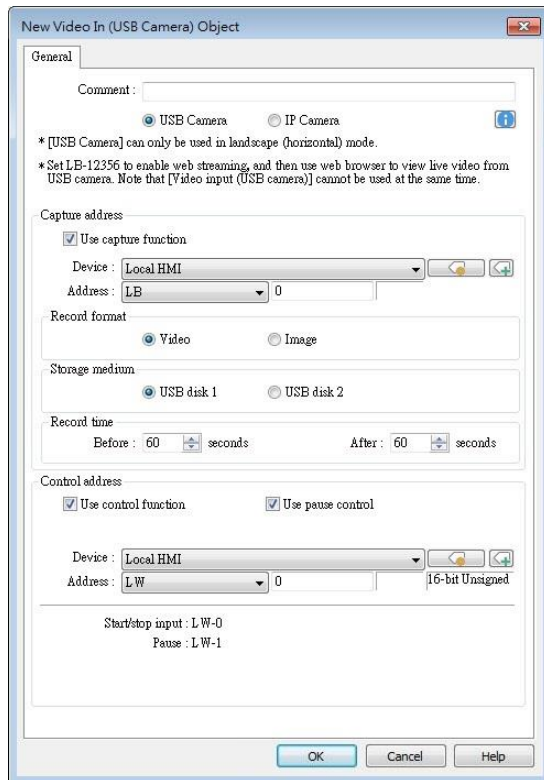 New Video In (USB Camera) Object
General
Comment :
USB Camera IP Camera
* [USB Camera] can only be used in landscape (horizontal) mode.
* Set LB-12356 to enable web streaming, and then use web browser to view live video from
USB camera. Note that [Video input (USB camera)] cannot be used at the same time.
Capture address
Use capture function
Device : Local HMI
Address : LB 0
Record format
Video Image
Storage medium
USB disk 1 USB disk 2
Record time
Before : 60 seconds After : 60 seconds
Control address
Use control function Use pause control
Device : Local HMI
Address : LW 0 16-bit Unsigned
Start/stop input : LW-0
Pause : LW-1
OK Cancel Help